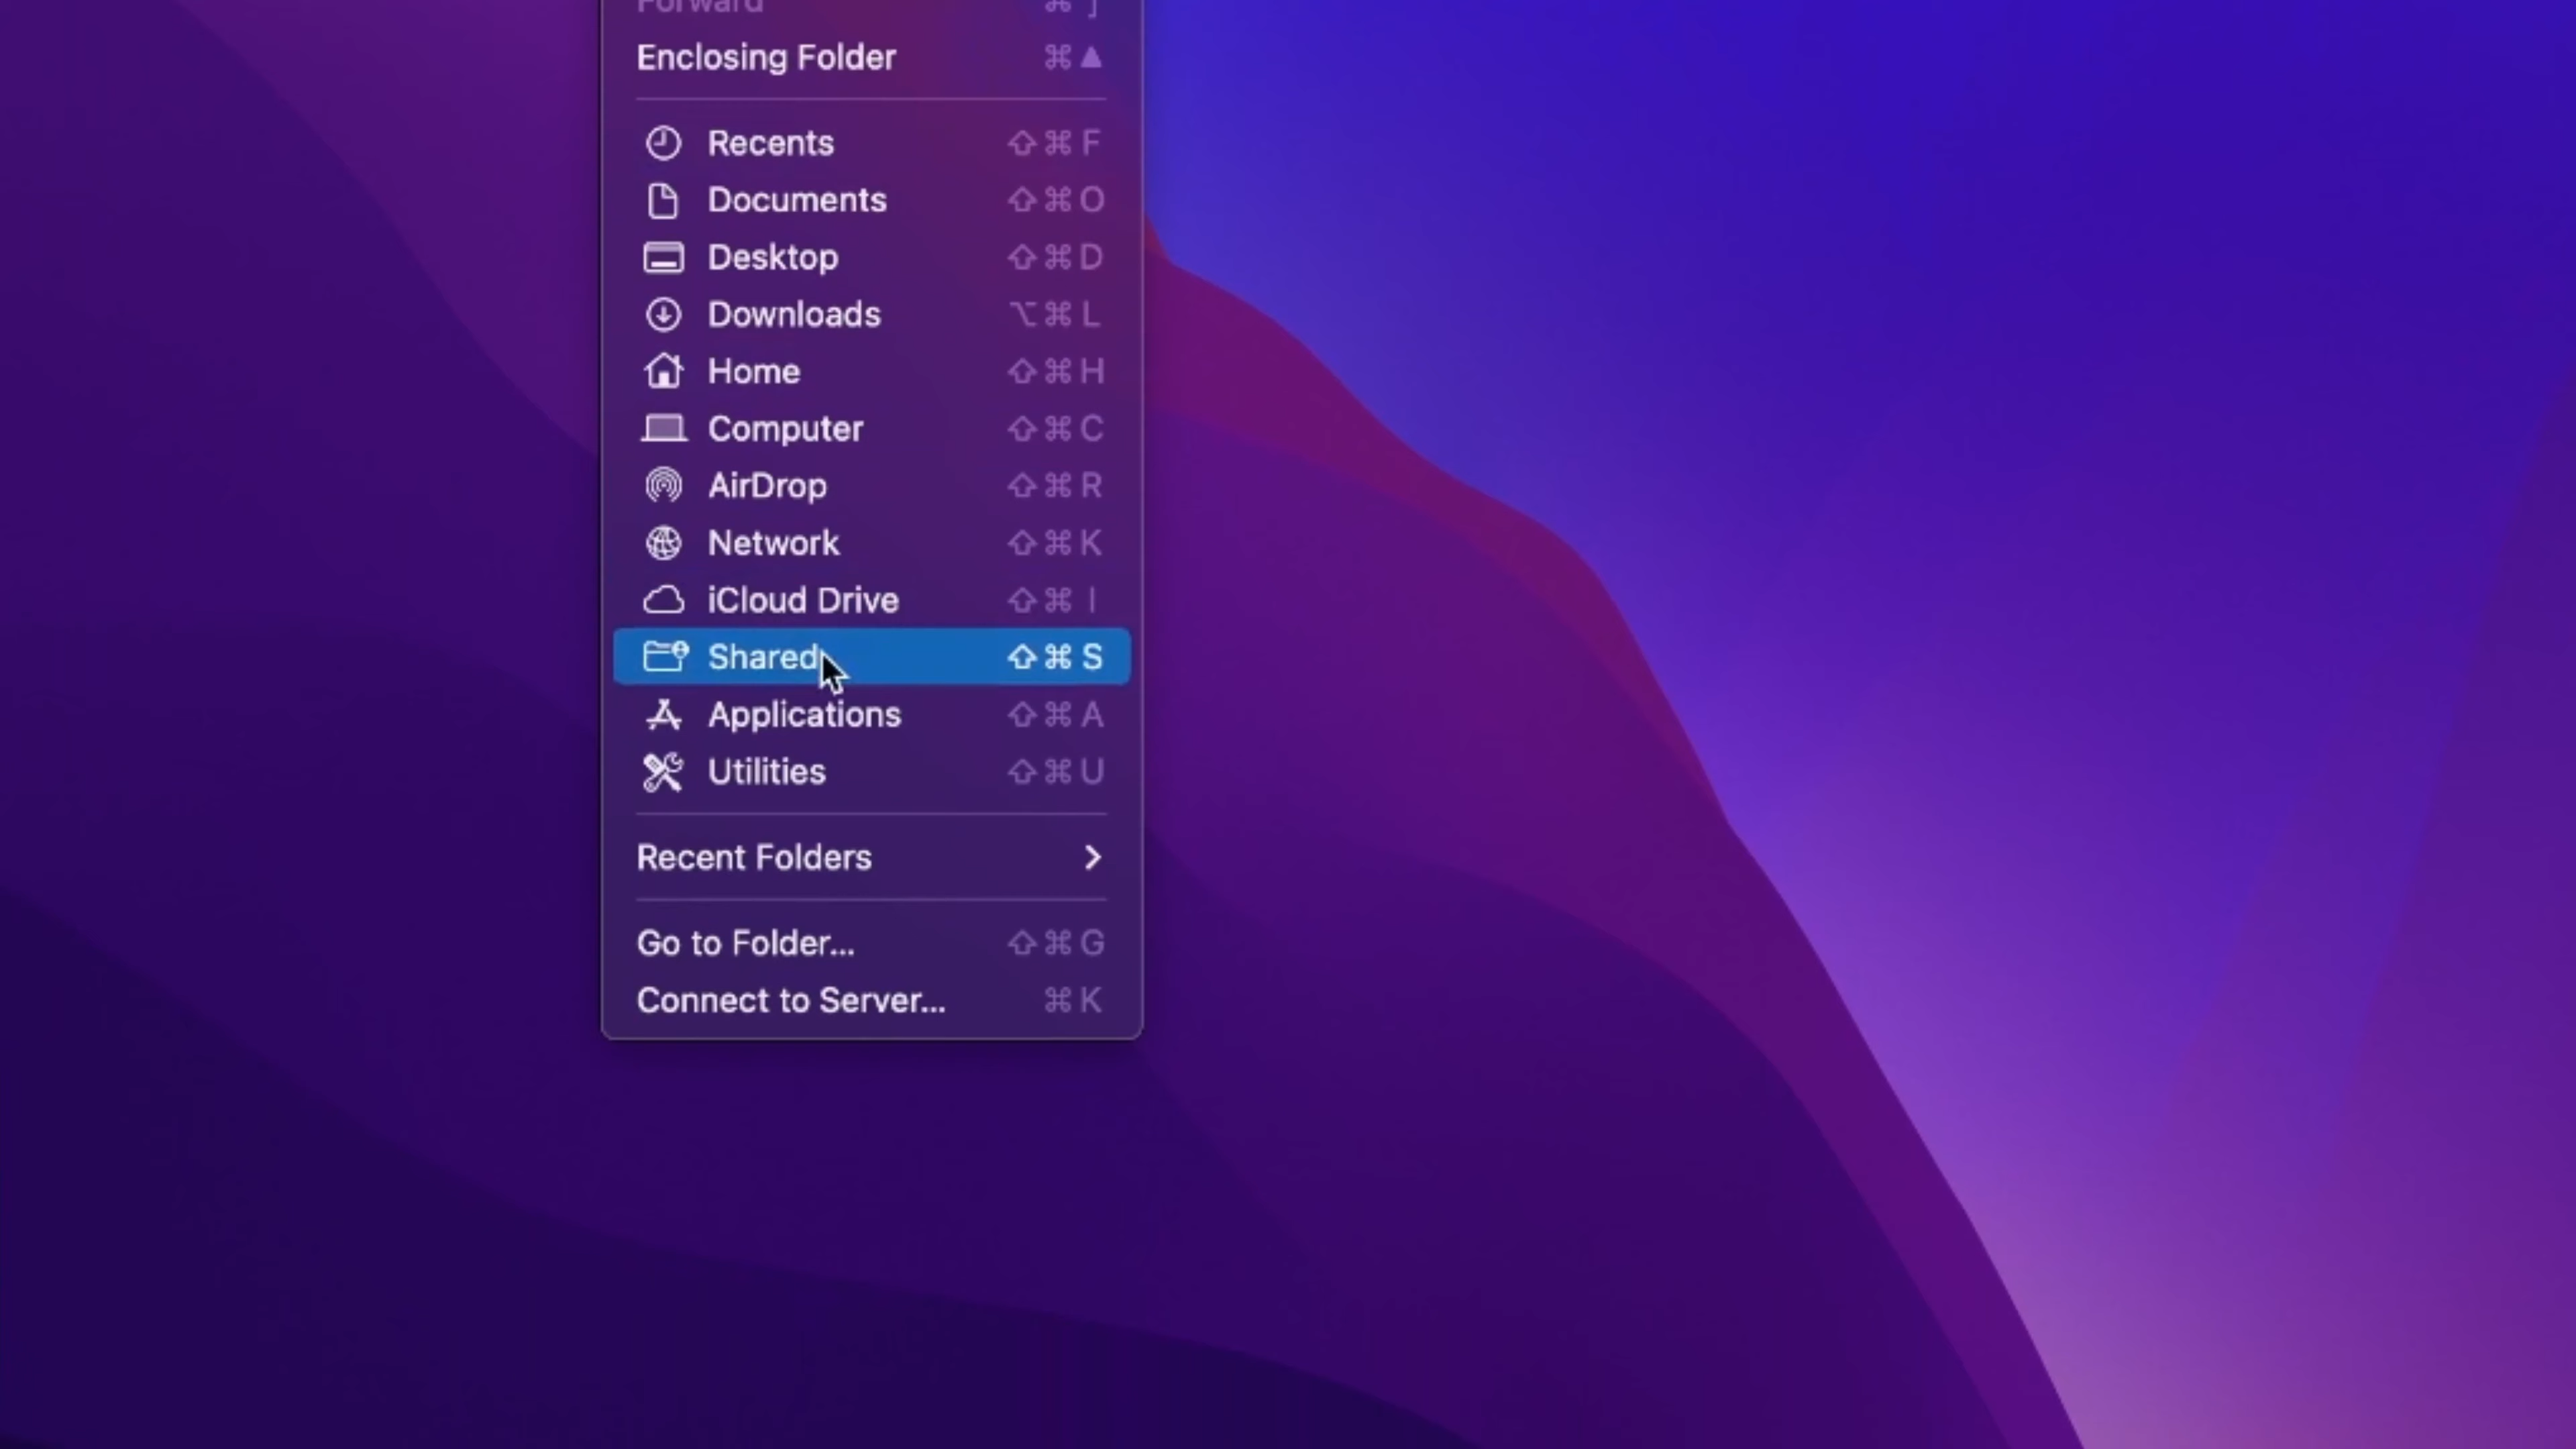 Forward ⌘ ]
Enclosing Folder ⌘ ▲
Recents ⇧ ⌘ F
Documents ⇧ ⌘ O
Desktop ⇧ ⌘ D
Downloads ⌥ ⌘ L
Home ⇧ ⌘ H
Computer ⇧ ⌘ C
AirDrop ⇧ ⌘ R
Network ⇧ ⌘ K
iCloud Drive ⇧ ⌘ I
Shared ⇧ ⌘ S
Applications ⇧ ⌘ A
Utilities ⇧ ⌘ U
Recent Folders >
Go to Folder... ⇧ ⌘ G
Connect to Server... ⌘ K